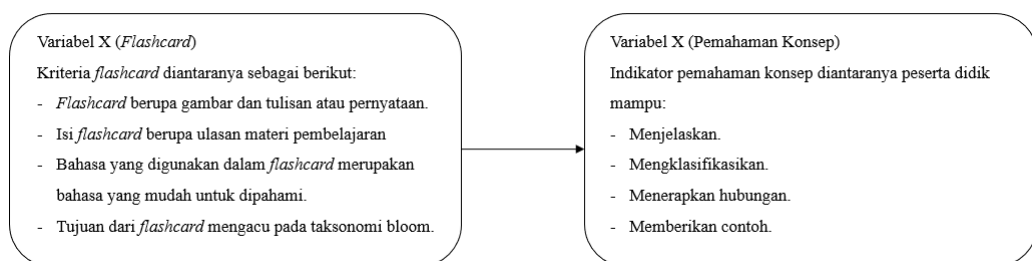 Variabel X (Flashcard)
Kriteria flashcard diantaranya sebagai berikut:
- Flashcard berupa gambar dan tulisan atau pernyataan.
- Isi flashcard berupa ulasan materi pembelajaran
- Bahasa yang digunakan dalam flashcard merupakan
bahasa yang mudah untuk dipahami.
- Tujuan dari flashcard mengacu pada taksonomi bloom.
Variabel X (Pemahaman Konsep)
Indikator pemahaman konsep diantaranya peserta didik
mampu:
- Menjelaskan.
- Mengklasifikasikan.
- Menerapkan hubungan.
- Memberikan contoh.